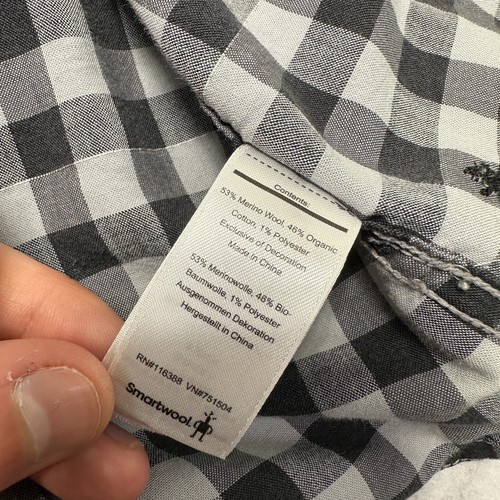 Contents:
53% Merino Wool, 46% Organic
Cotton, 1% Polyester
Exclusive of Decoration
Made in China
53% Merinowolle, 46% Bio-
Baumwolle, 1% Polyester
Ausgenommen Dekoration
Hergestellt in China
RN#116388 VN#751504
Smartwool